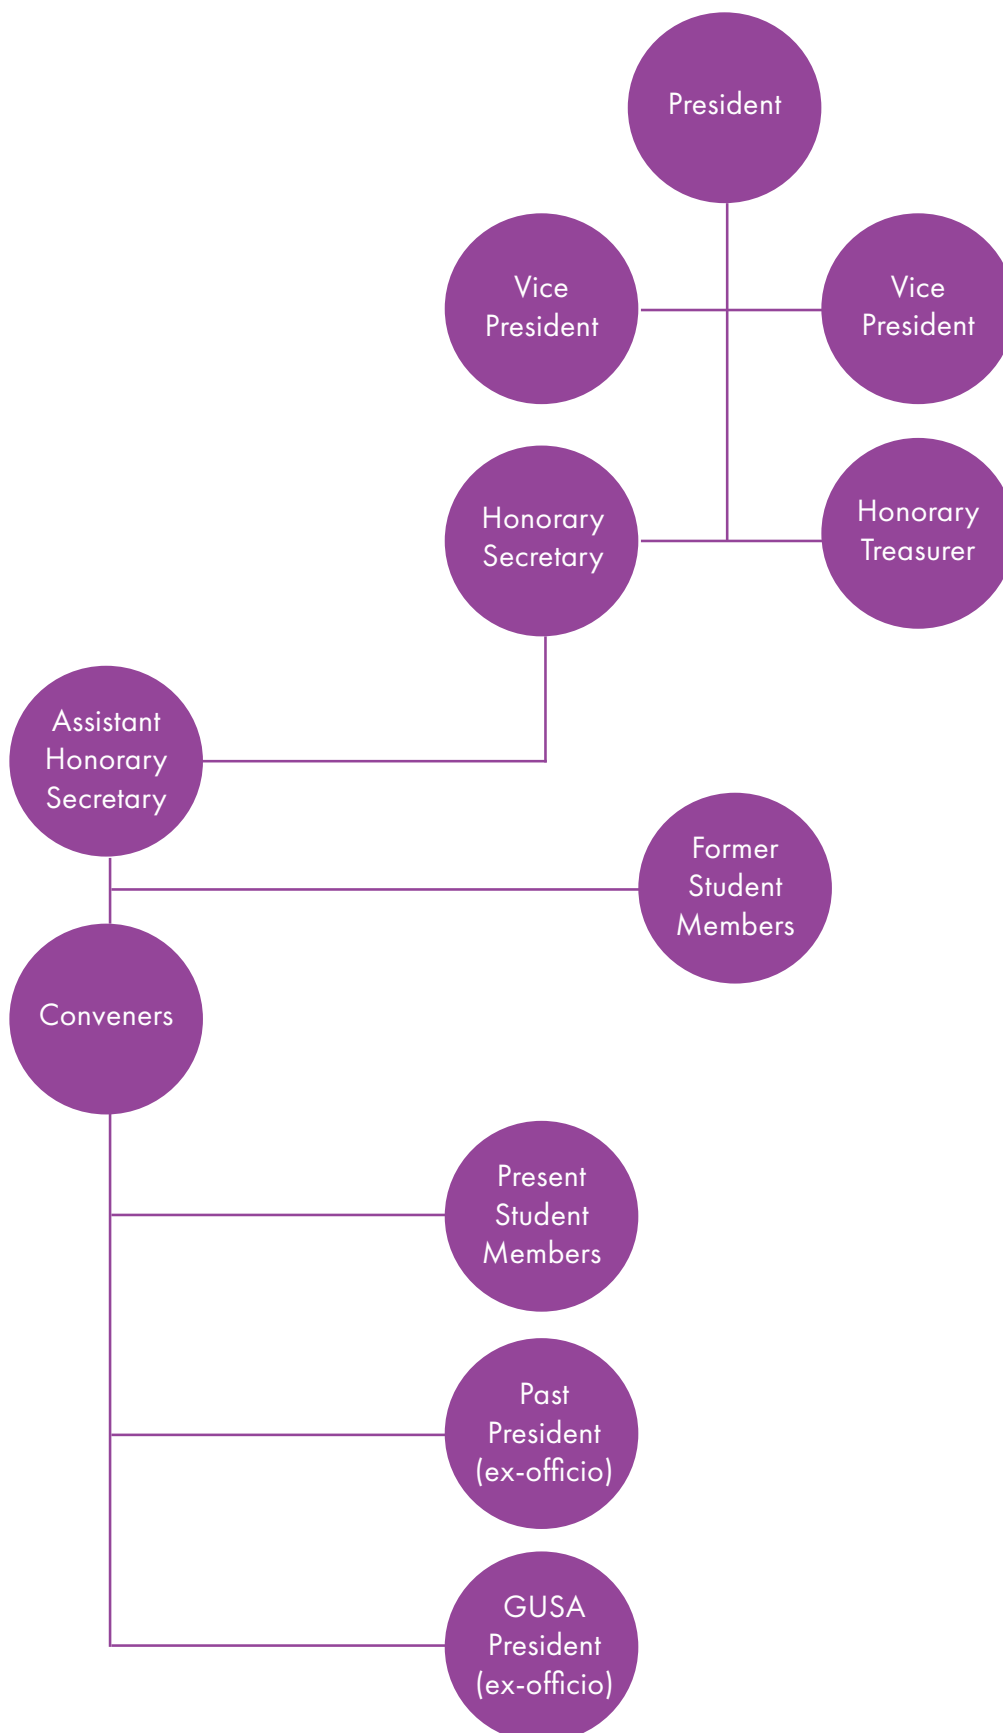 President
Vice
President
Vice
President
Honorary
Secretary
Honorary
Treasurer
Assistant
Honorary
Secretary
Former
Student
Members
Conveners
Present
Student
Members
Past
President
(ex-officio)
GUSA
President
(ex-officio)